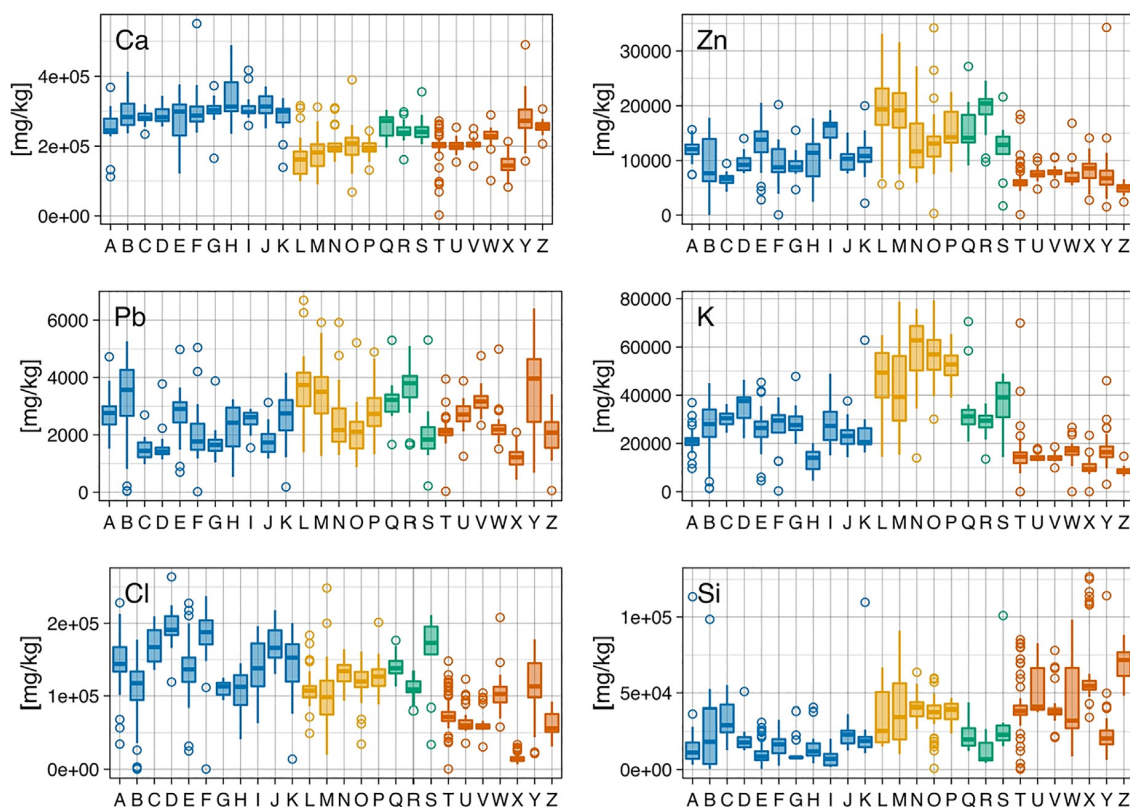 Ca
[mg/kg]
4e+05
2e+05
0e+00
A B C D E F G H I J K L M N O P Q R S T U V W X Y Z
Zn
[mg/kg]
30000
20000
10000
0
A B C D E F G H I J K L M N O P Q R S T U V W X Y Z
Pb
[mg/kg]
6000
4000
2000
0
A B C D E F G H I J K L M N O P Q R S T U V W X Y Z
K
[mg/kg]
80000
60000
40000
20000
0
A B C D E F G H I J K L M N O P Q R S T U V W X Y Z
Cl
[mg/kg]
2e+05
1e+05
0e+00
A B C D E F G H I J K L M N O P Q R S T U V W X Y Z
Si
[mg/kg]
1e+05
5e+04
0e+00
A B C D E F G H I J K L M N O P Q R S T U V W X Y Z